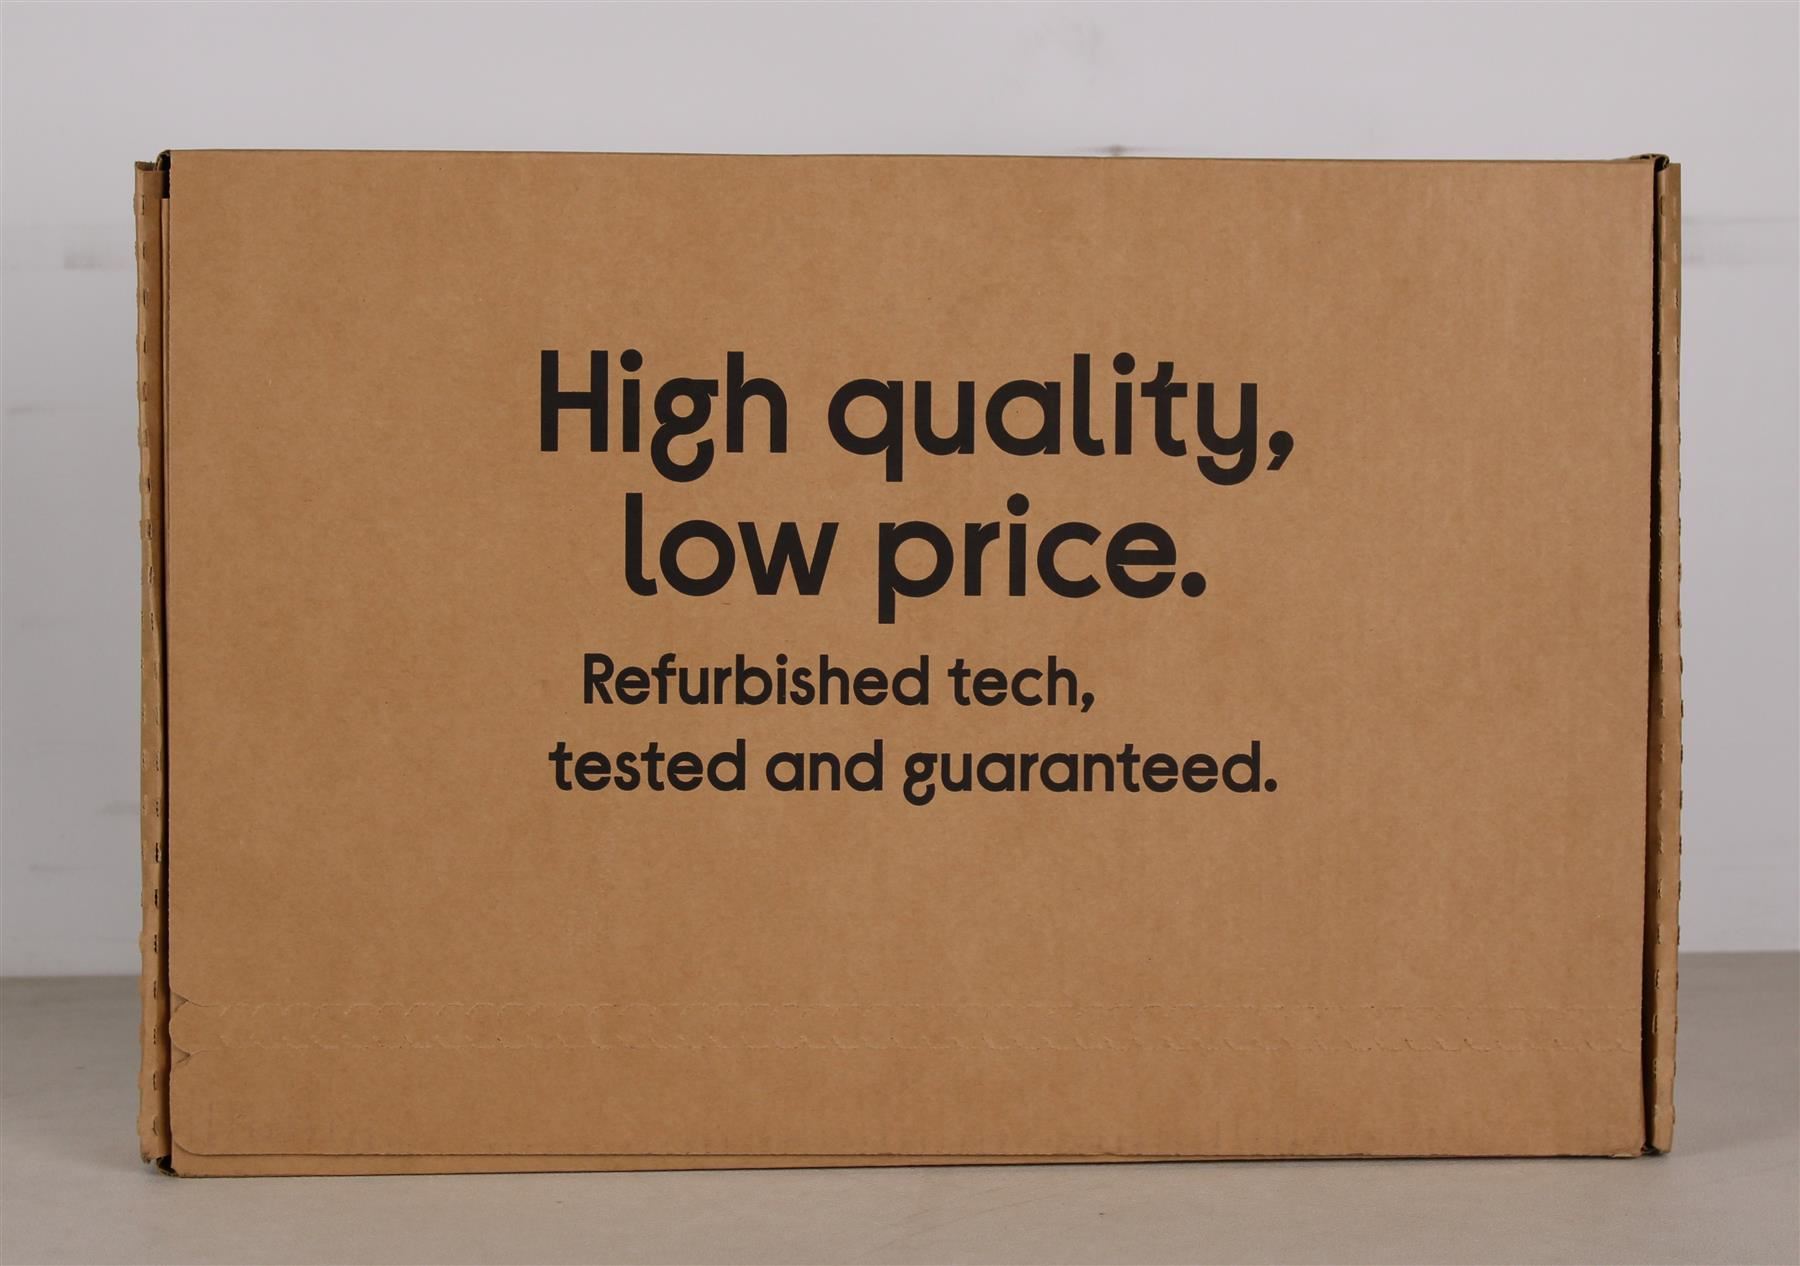 High quality,
low price.
Refurbished tech,
tested and guaranteed.